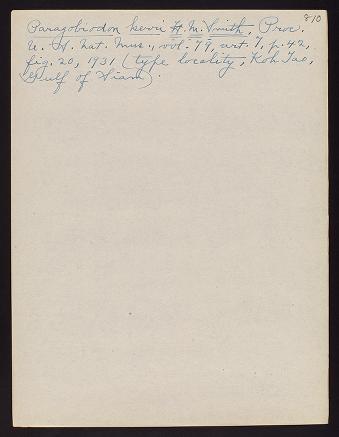 810
Paragobiodon kerri H. M. Smith, Proc.
U. S. Nat. Mus., vol. 79, art. 7, p. 42,
fig. 20, 1931 (type locality, Koh Tao,
Gulf of Siam).